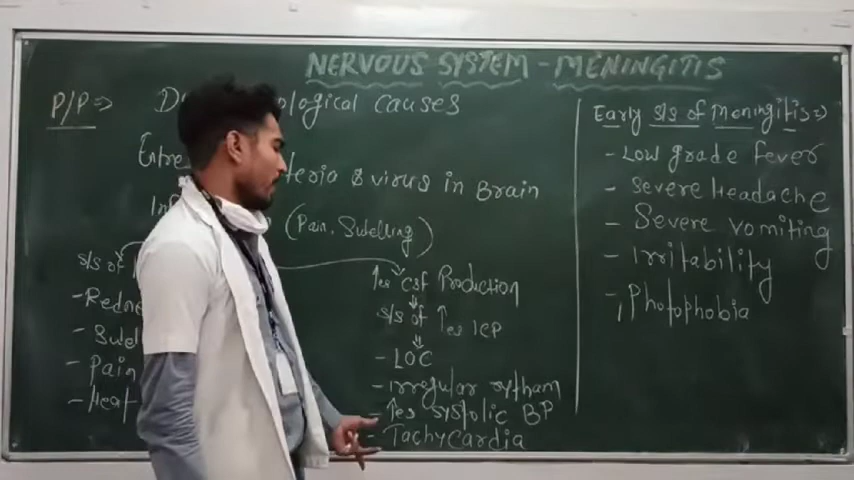 NERVOUS SYSTEM - MENINGITIS
P/P => ological causes
teria & virus in Brain
(Pain, Swelling)
↑es CSF Production
S/S of ↑es ICP
- LOC
- irregular rytham
- ↑es systolic BP
- Tachycardia
S/S of
- Redne
- Swel
- Pain
- Heat
Early S/S of Meningitis =>
- Low grade fever
- Severe Headache
- Severe vomiting
- Irritability
- Photophobia